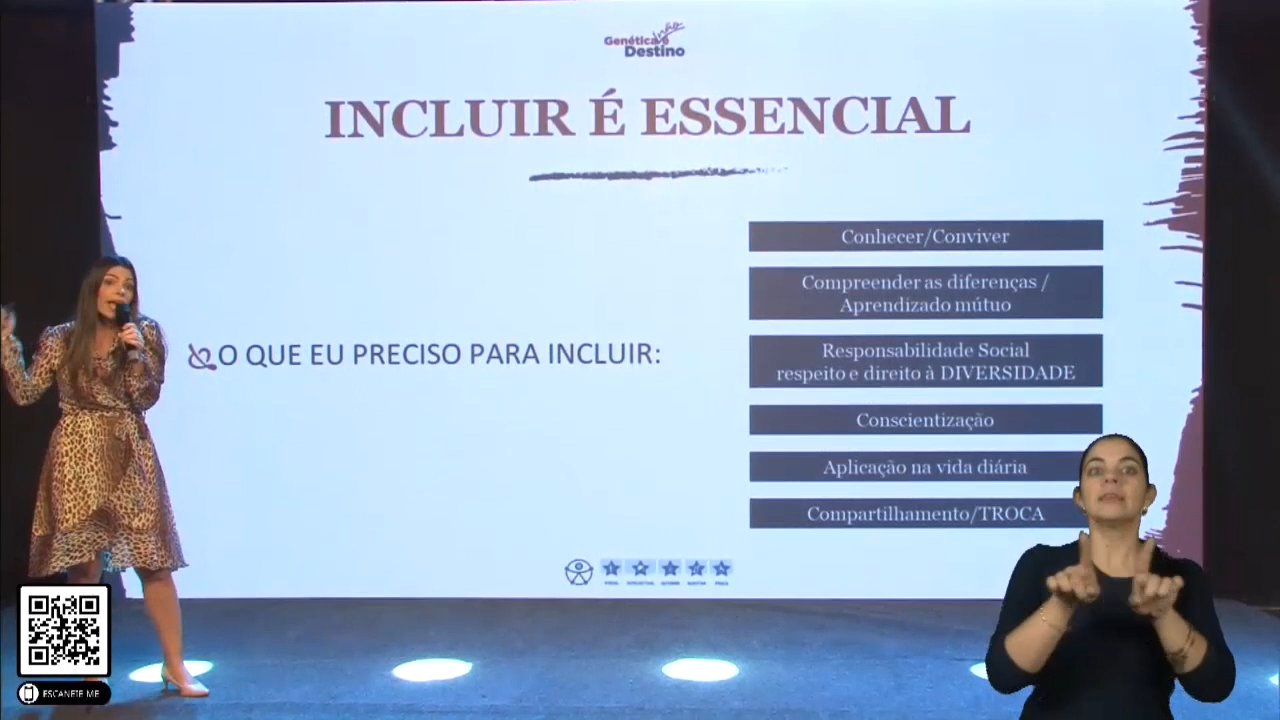 Genética não é
Destino
INCLUIR É ESSENCIAL
O QUE EU PRECISO PARA INCLUIR:
Conhecer/Conviver
Compreender as diferenças /
Aprendizado mútuo
Responsabilidade Social
respeito e direito à DIVERSIDADE
Conscientização
Aplicação na vida diária
Compartilhamento/TROCA
ESCANEIE ME